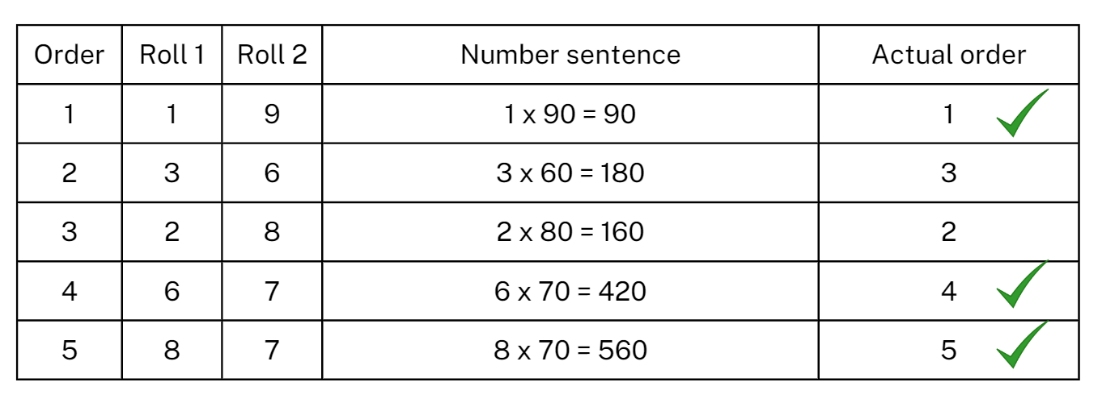 Order Roll 1 Roll 2 Number sentence Actual order
1 1 9 1 x 90 = 90 1
2 3 6 3 x 60 = 180 3
3 2 8 2 x 80 = 160 2
4 6 7 6 x 70 = 420 4
5 8 7 8 x 70 = 560 5